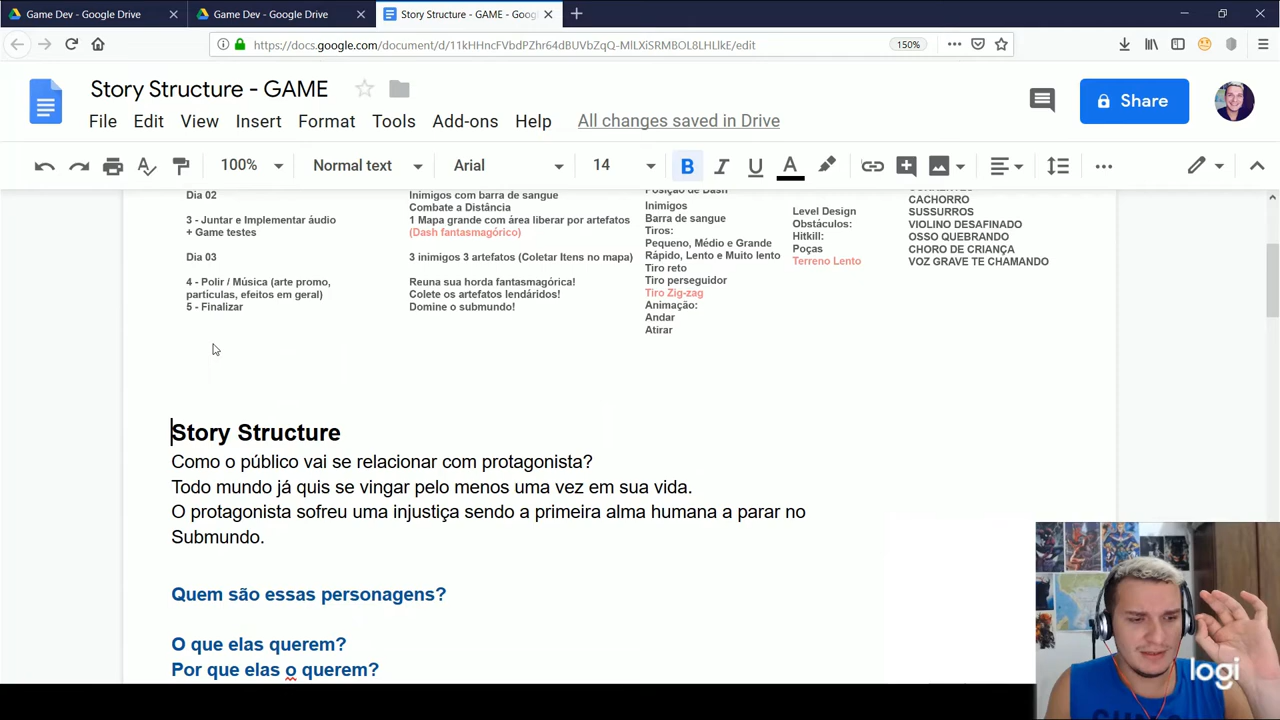 Game Dev - Google Drive
Game Dev - Google Drive
Story Structure - GAME - Goog
https://docs.google.com/document/d/11kHHncFVbdPZhr64dBUVbZqQ-MlLXiSRMBOL8LHLIkE/edit
150%
Story Structure - GAME
Share
File Edit View Insert Format Tools Add-ons Help All changes saved in Drive
100% Normal text Arial 14 B I U A
Dia 02
3 - Juntar e Implementar áudio
+ Game testes
Dia 03
4 - Polir / Música (arte promo,
partículas, efeitos em geral)
5 - Finalizar
Inimigos com barra de sangue
Combate a Distância
1 Mapa grande com área liberar por artefatos
(Dash fantasmagórico)
3 inimigos 3 artefatos (Coletar Itens no mapa)
Reuna sua horda fantasmagórica!
Colete os artefatos lendários!
Domine o submundo!
Posição de Dash
Inimigos
Barra de sangue
Tiros:
Pequeno, Médio e Grande
Rápido, Lento e Muito lento
Tiro reto
Tiro perseguidor
Tiro Zig-zag
Animação:
Andar
Atirar
Level Design
Obstáculos:
Hitkill:
Poças
Terreno Lento
CORRENTES
CACHORRO
SUSSURROS
VIOLINO DESAFINADO
OSSO QUEBRANDO
CHORO DE CRIANÇA
VOZ GRAVE TE CHAMANDO
Story Structure
Como o público vai se relacionar com protagonista?
Todo mundo já quis se vingar pelo menos uma vez em sua vida.
O protagonista sofreu uma injustiça sendo a primeira alma humana a parar no
Submundo.
Quem são essas personagens?
O que elas querem?
Por que elas o querem?
logi